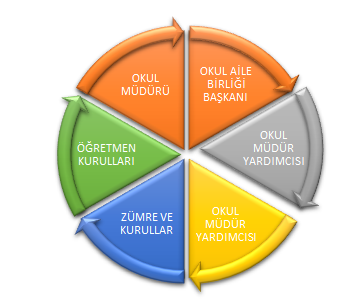 OKUL
MÜDÜRÜ
OKUL AİLE
BİRLİĞİ
BAŞKANI
OKUL
MÜDÜR
YARDIMCISI
OKUL
MÜDÜR
YARDIMCISI
ZÜMRE VE
KURULLAR
ÖĞRETMEN
KURULLARI